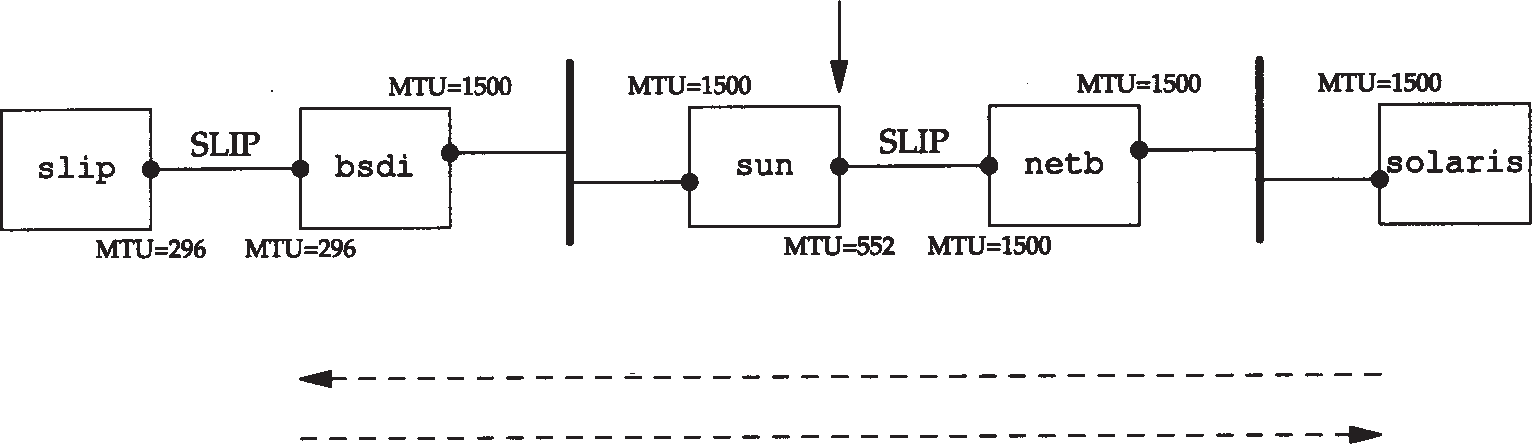 MTU=1500 MTU=1500 MTU=1500 MTU=1500
slip SLIP bsdi sun SLIP netb solaris
MTU=296 MTU=296 MTU=552 MTU=1500